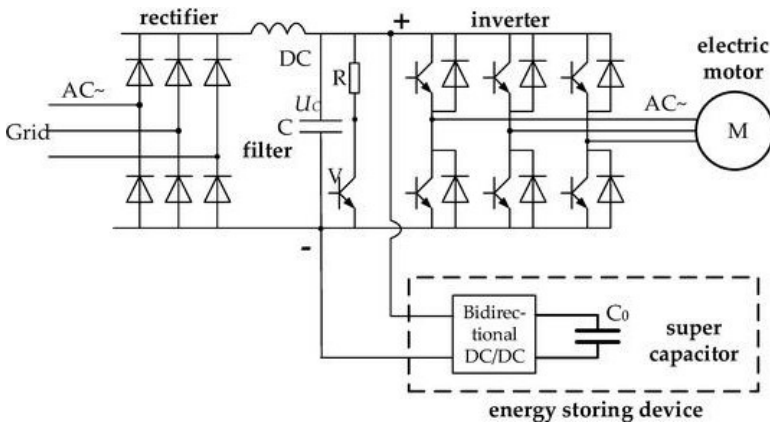 rectifier
+
inverter
DC
electric
motor
R
AC~
Uc
AC~
C
Grid
filter
M
V
-
Bidirec-
tional
DC/DC
C0
super
capacitor
energy storing device